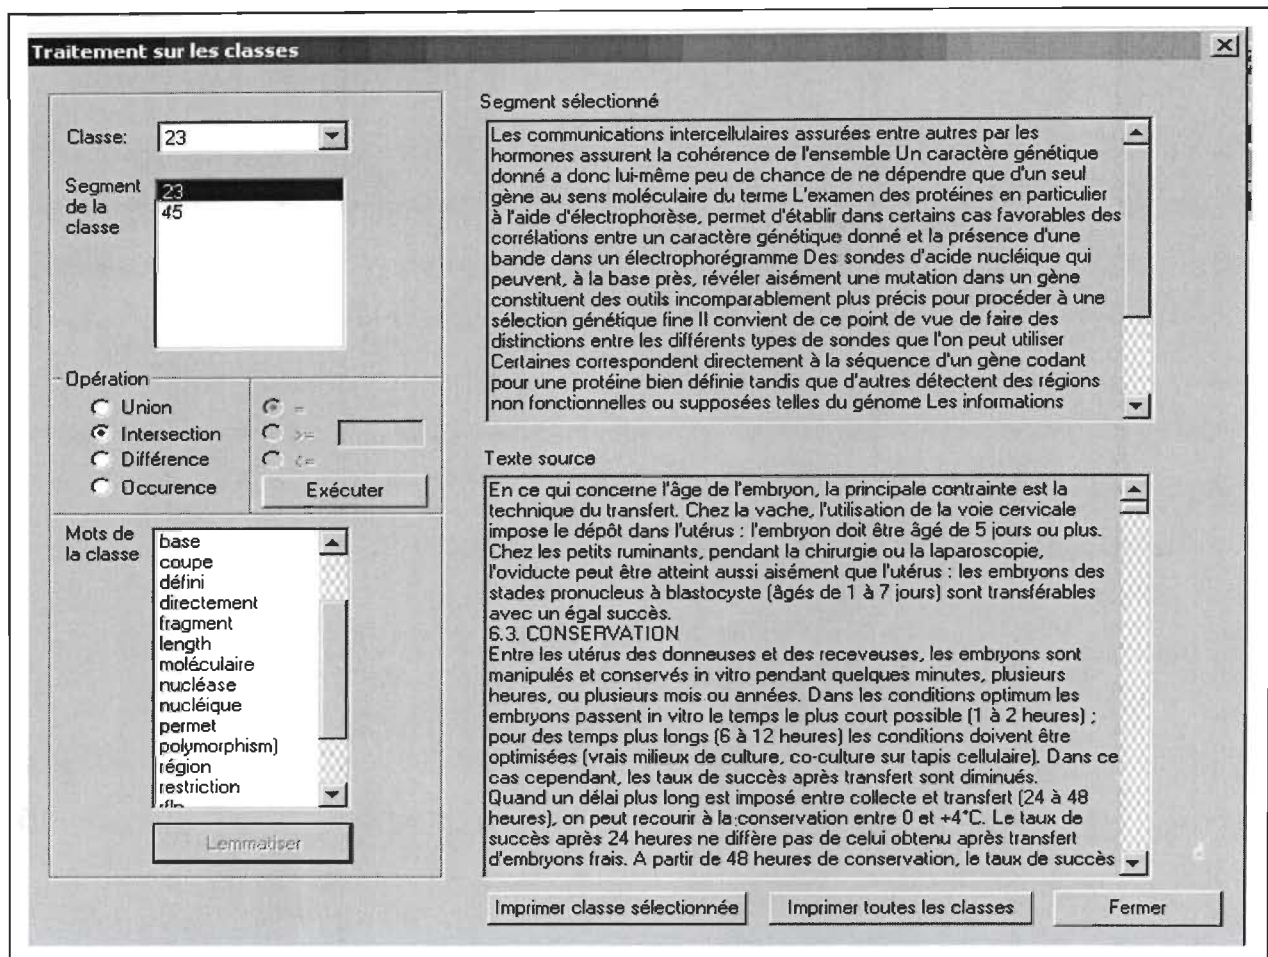 Traitement sur les classes
Classe:
23
Segment de la classe
23
45
Opération
Union
Intersection
Différence
Occurence
=
>=
<=
Exécuter
Mots de la classe
base
coupe
défini
directement
fragment
length
moléculaire
nucléase
nucléique
permet
polymorphism)
région
restriction
rflp
Lemmatiser
Segment sélectionné
Les communications intercellulaires assurées entre autres par les
hormones assurent la cohérence de l'ensemble Un caractère génétique
donné a donc lui-même peu de chance de ne dépendre que d'un seul
gène au sens moléculaire du terme L'examen des protéines en particulier
à l'aide d'électrophorèse, permet d'établir dans certains cas favorables des
corrélations entre un caractère génétique donné et la présence d'une
bande dans un électrophorégramme Des sondes d'acide nucléique qui
peuvent, à la base près, révéler aisément une mutation dans un gène
constituent des outils incomparablement plus précis pour procéder à une
sélection génétique fine Il convient de ce point de vue de faire des
distinctions entre les différents types de sondes que l'on peut utiliser
Certaines correspondent directement à la séquence d'un gène codant
pour une protéine bien définie tandis que d'autres détectent des régions
non fonctionnelles ou supposées telles du génome Les informations
Texte source
En ce qui concerne l'âge de l'embryon, la principale contrainte est la
technique du transfert. Chez la vache, l'utilisation de la voie cervicale
impose le dépôt dans l'utérus : l'embryon doit être âgé de 5 jours ou plus.
Chez les petits ruminants, pendant la chirurgie ou la laparoscopie,
l'oviducte peut être atteint aussi aisément que l'utérus : les embryons des
stades pronucleus à blastocyste (âgés de 1 à 7 jours) sont transférables
avec un égal succès.
6.3. CONSERVATION
Entre les utérus des donneuses et des receveuses, les embryons sont
manipulés et conservés in vitro pendant quelques minutes, plusieurs
heures, ou plusieurs mois ou années. Dans les conditions optimum les
embryons passent in vitro le temps le plus court possible (1 à 2 heures) ;
pour des temps plus longs (6 à 12 heures) les conditions doivent être
optimisées (vrais milieux de culture, co-culture sur tapis cellulaire). Dans ce
cas cependant, les taux de succès après transfert sont diminués.
Quand un délai plus long est imposé entre collecte et transfert (24 à 48
heures), on peut recourir à la conservation entre 0 et +4°C. Le taux de
succès après 24 heures ne diffère pas de celui obtenu après transfert
d'embryons frais. A partir de 48 heures de conservation, le taux de succès
Imprimer classe sélectionnée
Imprimer toutes les classes
Fermer